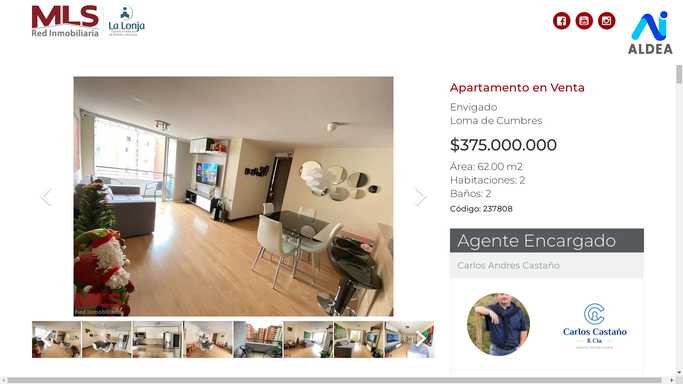 MLS
Red Inmobiliaria
La Lonja
ALDEA
Apartamento en Venta
Envigado
Loma de Cumbres
$375.000.000
Área: 62.00 m2
Habitaciones: 2
Baños: 2
Código: 237808
Agente Encargado
Carlos Andres Castaño
Red Inmobiliaria
Carlos Castaño
& Cia.